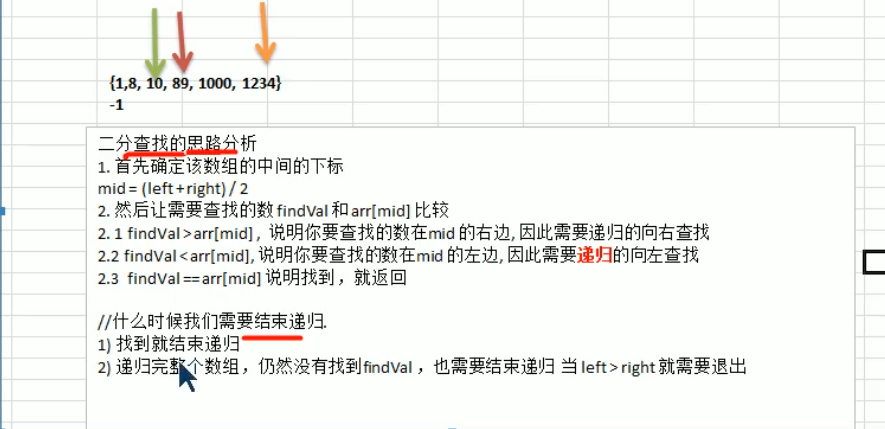 {1,8, 10, 89, 1000, 1234}
-1
二分查找的思路分析
1. 首先确定该数组的中间的下标
mid = (left + right) / 2
2. 然后让需要查找的数 findVal 和 arr[mid] 比较
2. 1 findVal > arr[mid] , 说明你要查找的数在mid 的右边, 因此需要递归的向右查找
2.2 findVal < arr[mid], 说明你要查找的数在mid 的左边, 因此需要递归的向左查找
2.3 findVal == arr[mid] 说明找到，就返回
//什么时候我们需要结束递归.
1) 找到就结束递归
2) 递归完整个数组，仍然没有找到findVal ，也需要结束递归 当 left > right 就需要退出